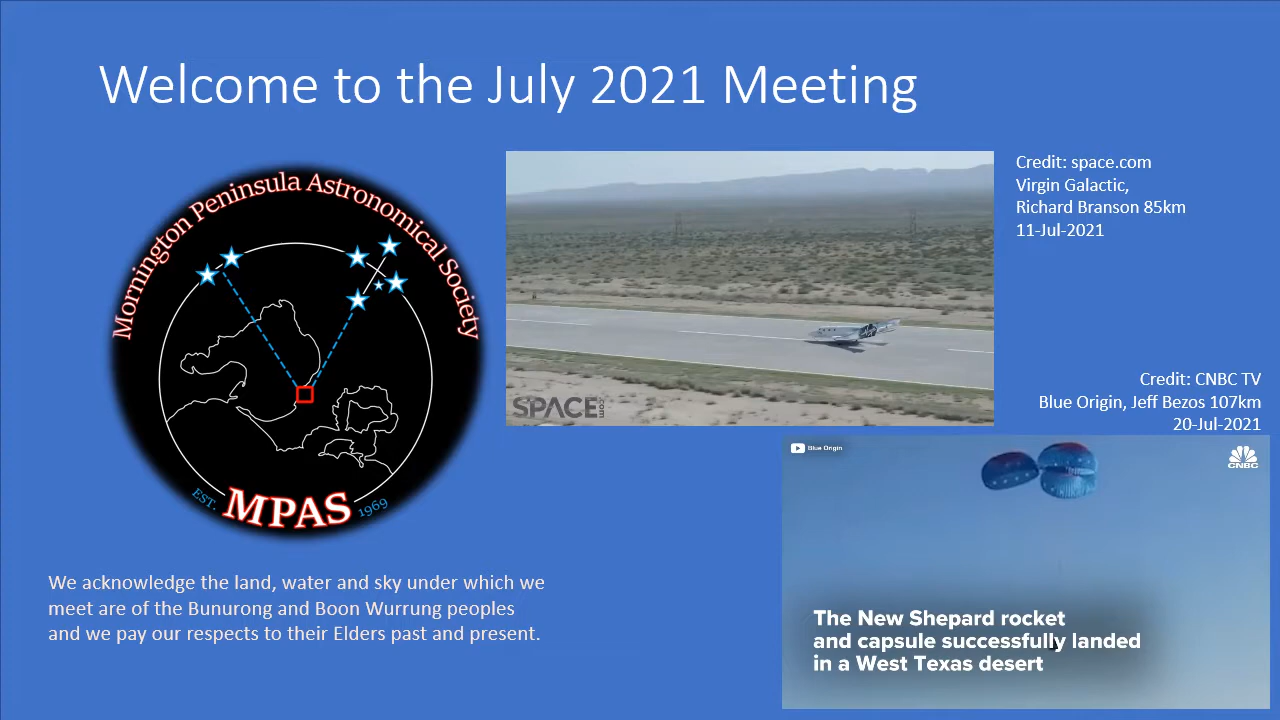 Welcome to the July 2021 Meeting
Mornington Peninsula Astronomical Society
EST.
MPAS
1969
SPACE.com
Credit: space.com
Virgin Galactic,
Richard Branson 85km
11-Jul-2021
Credit: CNBC TV
Blue Origin, Jeff Bezos 107km
20-Jul-2021
Blue Origin
CNBC
The New Shepard rocket
and capsule successfully landed
in a West Texas desert
We acknowledge the land, water and sky under which we
meet are of the Bunurong and Boon Wurrung peoples
and we pay our respects to their Elders past and present.